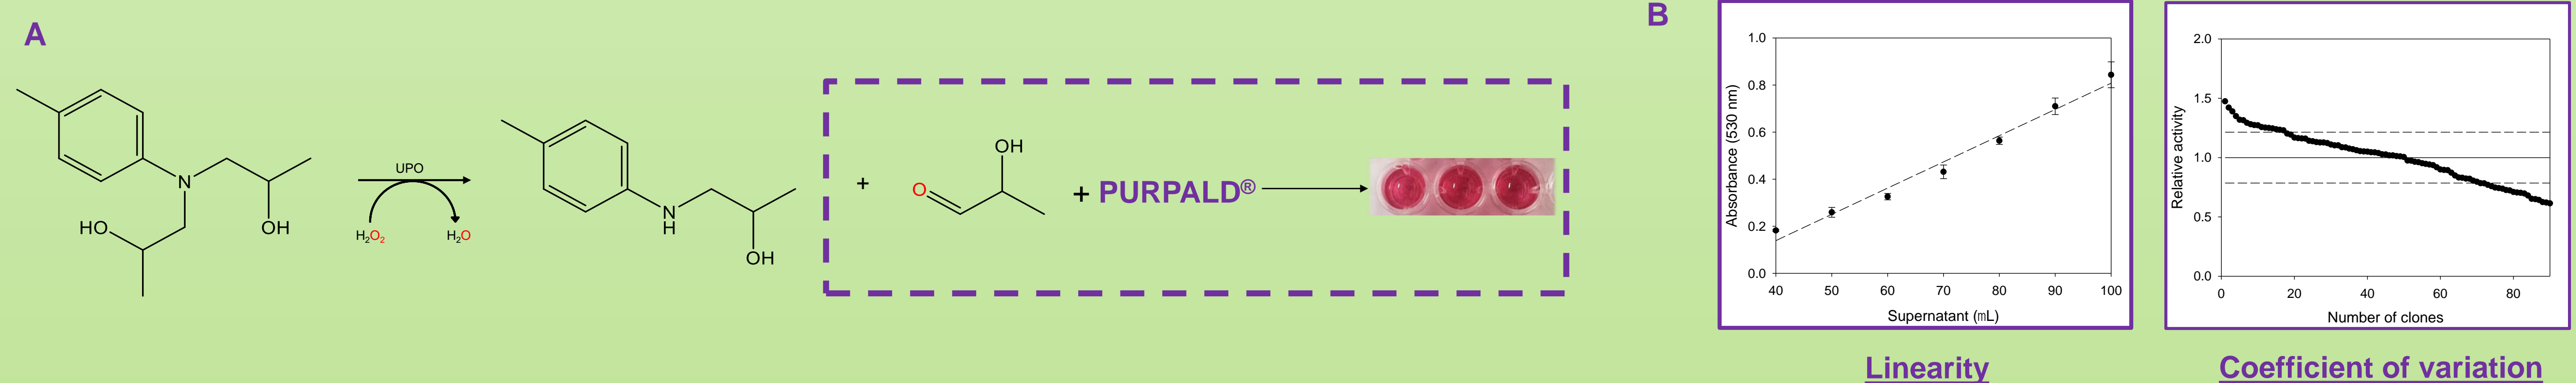 A
N
OH
HO
UPO
H2O2
H2O
N
H
OH
+
O
OH
+ PURPALD®
B
1.0
0.8
0.6
0.4
0.2
0.0
Absorbance (530 nm)
40 50 60 70 80 90 100
Supernatant (mL)
Linearity
2.0
1.5
1.0
0.5
0.0
Relative activity
0 20 40 60 80
Number of clones
Coefficient of variation